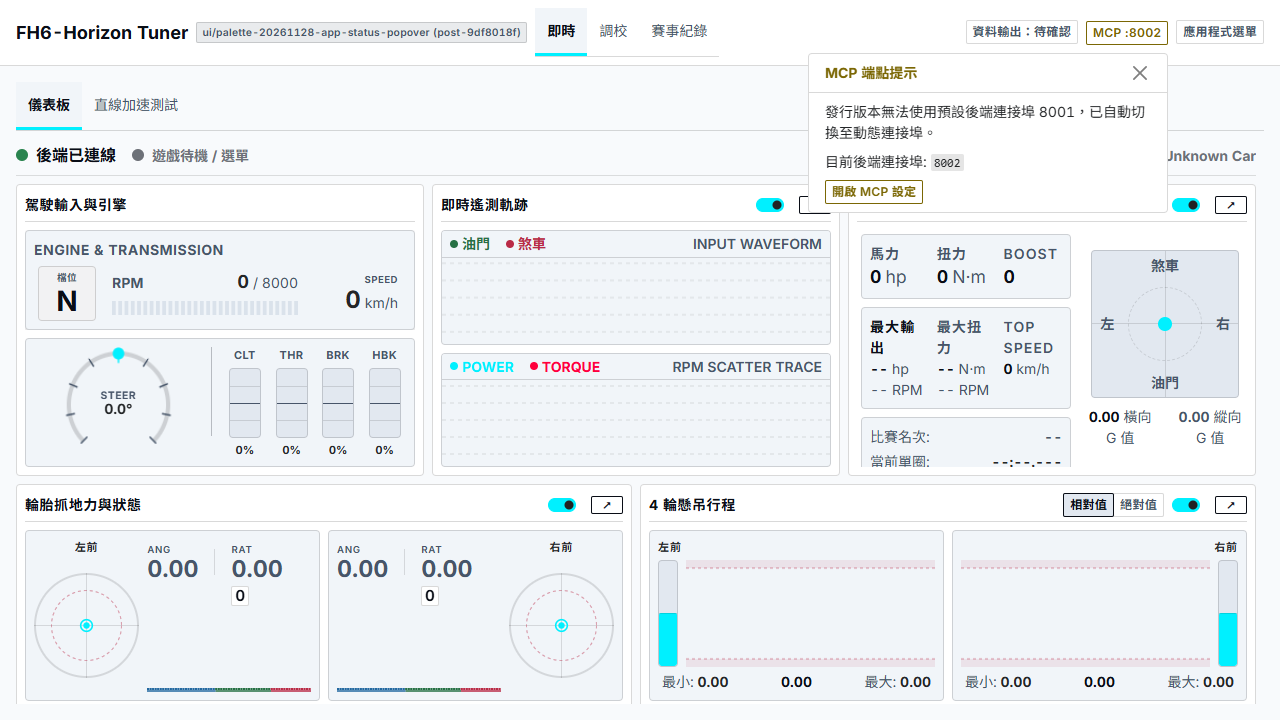 FH6-Horizon Tuner
ui/palette-20261128-app-status-popover (post-9df8018f)
即時
調校
賽事紀錄
資料輸出：待確認
MCP :8002
應用程式選單
MCP 端點提示
發行版本無法使用預設後端連接埠 8001，已自動切
換至動態連接埠。
目前後端連接埠: 8002
開啟 MCP 設定
儀表板
直線加速測試
後端已連線
遊戲待機 / 選單
Unknown Car
駕駛輸入與引擎
ENGINE & TRANSMISSION
檔位
N
RPM
0 / 8000
SPEED
0 km/h
STEER
0.0°
CLT
THR
BRK
HBK
0%
0%
0%
0%
即時遙測軌跡
↗
油門
煞車
INPUT WAVEFORM
POWER
TORQUE
RPM SCATTER TRACE
馬力
扭力
BOOST
0 hp
0 N·m
0
最大輸
出
最大扭
力
TOP
SPEED
-- hp
-- N·m
0 km/h
-- RPM
-- RPM
比賽名次:
--
當前單圈:
--:--.---
煞車
左
右
油門
0.00 橫向
G 值
0.00 縱向
G 值
輪胎抓地力與狀態
↗
左前
ANG
0.00
RAT
0.00
0
ANG
0.00
RAT
0.00
0
右前
4 輪懸吊行程
相對值
絕對值
↗
左前
最小: 0.00
0.00
最大: 0.00
右前
最小: 0.00
0.00
最大: 0.00